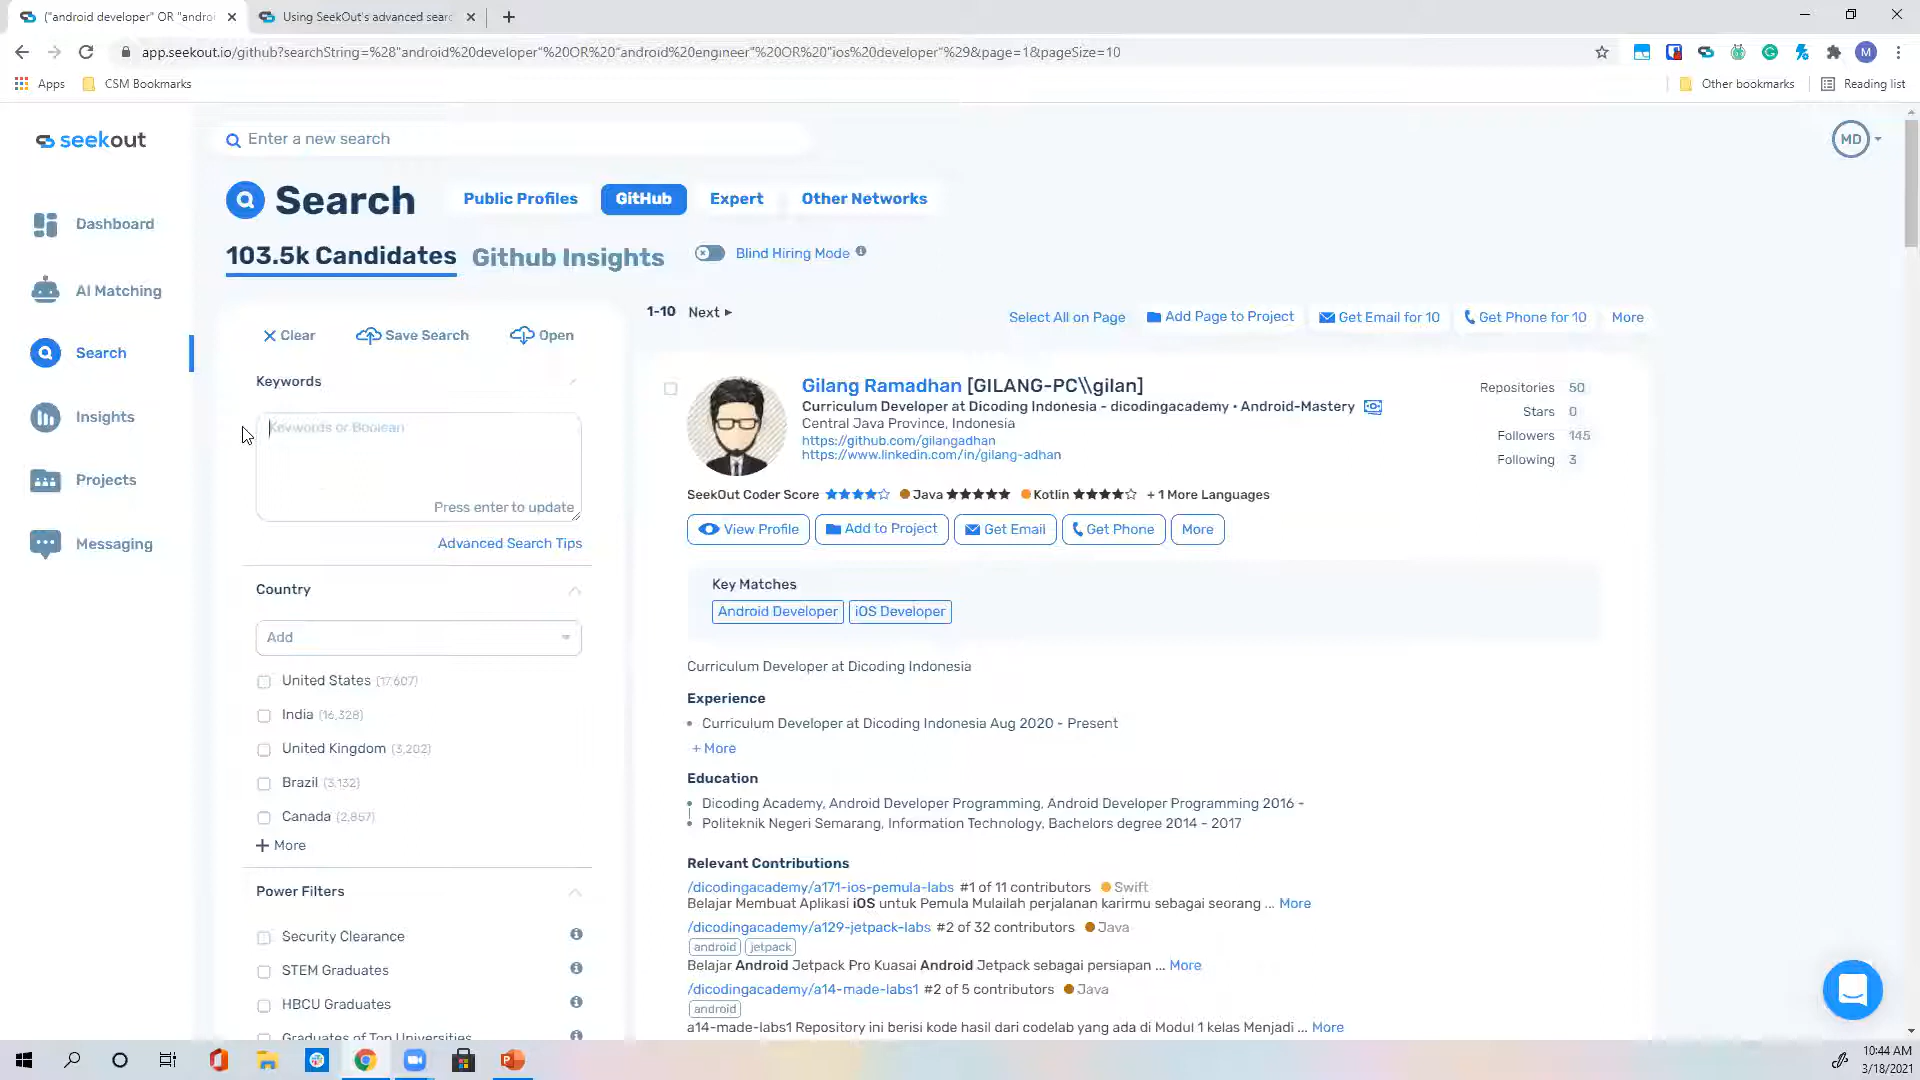 ("android developer" OR "androi
Using SeekOut's advanced searc
app.seekout.io/github?searchString=%28"android%20developer"%20OR%20"android%20engineer"%20OR%20"ios%20developer"%29&page=1&pageSize=10
M
Apps
CSM Bookmarks
Other bookmarks
Reading list
seekout
Enter a new search
MD
Search
Public Profiles
GitHub
Expert
Other Networks
103.5k Candidates
Github Insights
Blind Hiring Mode
Dashboard
AI Matching
Search
Insights
Projects
Messaging
Clear
Save Search
Open
Keywords
Keywords or Boolean
Press enter to update
Advanced Search Tips
Country
Add
United States (17,607)
India (16,328)
United Kingdom (3,202)
Brazil (3,132)
Canada (2,857)
+ More
Power Filters
Security Clearance
STEM Graduates
HBCU Graduates
Graduates of Top Universities
1-10 Next ▸
Select All on Page
Add Page to Project
Get Email for 10
Get Phone for 10
More
Gilang Ramadhan [GILANG-PC\\gilan]
Curriculum Developer at Dicoding Indonesia - dicodingacademy • Android-Mastery
Central Java Province, Indonesia
https://github.com/gilangadhan
https://www.linkedin.com/in/gilang-adhan
Repositories 50
Stars 0
Followers 145
Following 3
SeekOut Coder Score ★★★★☆ Java ★★★★★ Kotlin ★★★★☆ + 1 More Languages
View Profile
Add to Project
Get Email
Get Phone
More
Key Matches
Android Developer
iOS Developer
Curriculum Developer at Dicoding Indonesia
Experience
• Curriculum Developer at Dicoding Indonesia Aug 2020 - Present
+ More
Education
• Dicoding Academy, Android Developer Programming, Android Developer Programming 2016 -
• Politeknik Negeri Semarang, Information Technology, Bachelors degree 2014 - 2017
Relevant Contributions
/dicodingacademy/a171-ios-pemula-labs #1 of 11 contributors Swift
Belajar Membuat Aplikasi iOS untuk Pemula Mulailah perjalanan karirmu sebagai seorang ... More
/dicodingacademy/a129-jetpack-labs #2 of 32 contributors Java
android jetpack
Belajar Android Jetpack Pro Kuasai Android Jetpack sebagai persiapan ... More
/dicodingacademy/a14-made-labs1 #2 of 5 contributors Java
android
a14-made-labs1 Repository ini berisi kode hasil dari codelab yang ada di Modul 1 kelas Menjadi ... More
10:44 AM
3/18/2021